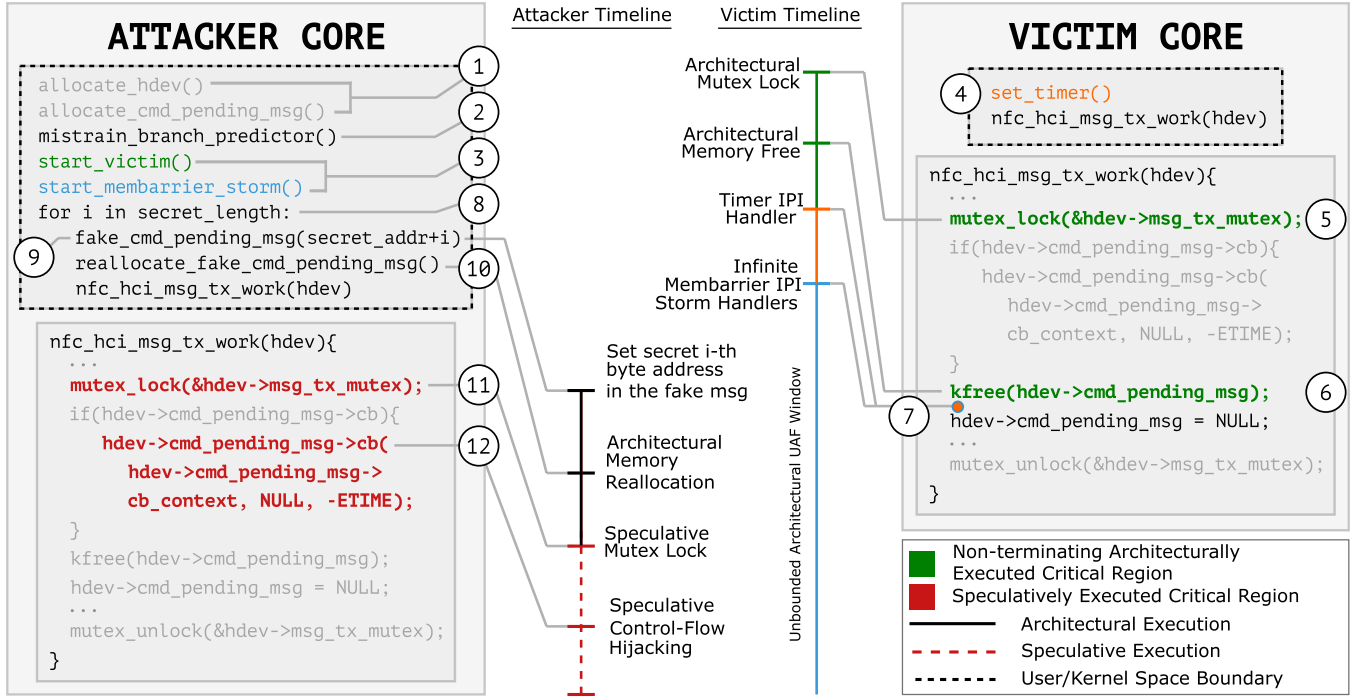 ATTACKER CORE
allocate_hdev()
allocate_cmd_pending_msg()
mistrain_branch_predictor()
start_victim()
start_membarrier_storm()
for i in secret_length:
fake_cmd_pending_msg(secret_addr+i)
reallocate_fake_cmd_pending_msg()
nfc_hci_msg_tx_work(hdev)
1
2
3
8
9
10
nfc_hci_msg_tx_work(hdev){
...
mutex_lock(&hdev->msg_tx_mutex);
if(hdev->cmd_pending_msg->cb){
hdev->cmd_pending_msg->cb(
hdev->cmd_pending_msg->
cb_context, NULL, -ETIME);
}
kfree(hdev->cmd_pending_msg);
hdev->cmd_pending_msg = NULL;
...
mutex_unlock(&hdev->msg_tx_mutex);
}
11
12
Attacker Timeline
Set secret i-th
byte address
in the fake msg
Architectural
Memory
Reallocation
Speculative
Mutex Lock
Speculative
Control-Flow
Hijacking
Victim Timeline
Architectural
Mutex Lock
Architectural
Memory Free
Timer IPI
Handler
Infinite
Membarrier IPI
Storm Handlers
Unbounded Architectural UAF Window
VICTIM CORE
4
set_timer()
nfc_hci_msg_tx_work(hdev)
nfc_hci_msg_tx_work(hdev){
...
mutex_lock(&hdev->msg_tx_mutex);
5
if(hdev->cmd_pending_msg->cb){
hdev->cmd_pending_msg->cb(
hdev->cmd_pending_msg->
cb_context, NULL, -ETIME);
}
kfree(hdev->cmd_pending_msg);
6
7
hdev->cmd_pending_msg = NULL;
...
mutex_unlock(&hdev->msg_tx_mutex);
}
Non-terminating Architecturally
Executed Critical Region
Speculatively Executed Critical Region
Architectural Execution
Speculative Execution
User/Kernel Space Boundary